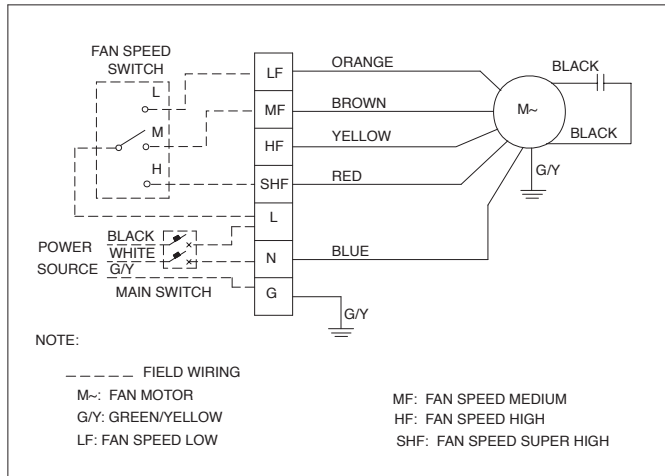 FAN SPEED
SWITCH
L
M
H
LF
MF
HF
SHF
L
N
G
ORANGE
BROWN
YELLOW
RED
BLUE
M~
BLACK
BLACK
G/Y
G/Y
POWER
SOURCE
BLACK
WHITE
G/Y
MAIN SWITCH
NOTE:
FIELD WIRING
M~: FAN MOTOR
G/Y: GREEN/YELLOW
LF: FAN SPEED LOW
MF: FAN SPEED MEDIUM
HF: FAN SPEED HIGH
SHF: FAN SPEED SUPER HIGH